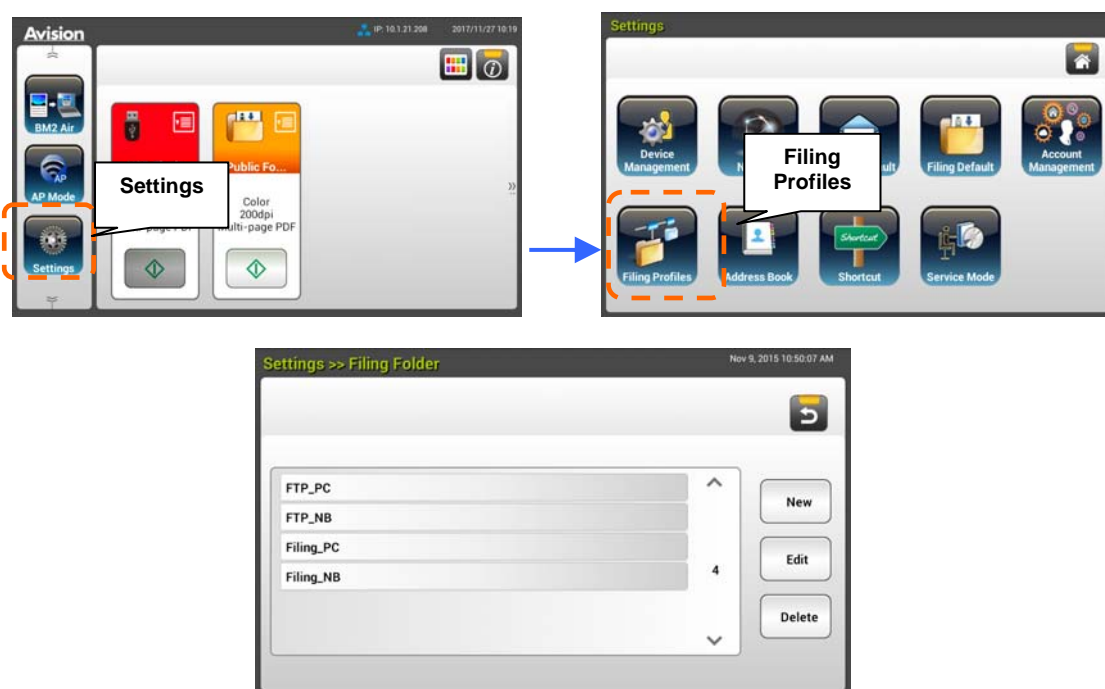 Avision
IP: 10.1.21.208 2017/11/27 10:19
BM2 Air
AP
AP Mode
Settings
Settings
Public Fo...
Color
200dpi
Multi-page PDF
Settings
Device
Management
Filing Default
Account
Management
Filing
Profiles
Filing Profiles
Address Book
Shortcut
Shortcut
Service Mode
Settings >> Filing Folder
Nov 9, 2015 10:50:07 AM
FTP_PC
FTP_NB
Filing_PC
Filing_NB
4
New
Edit
Delete